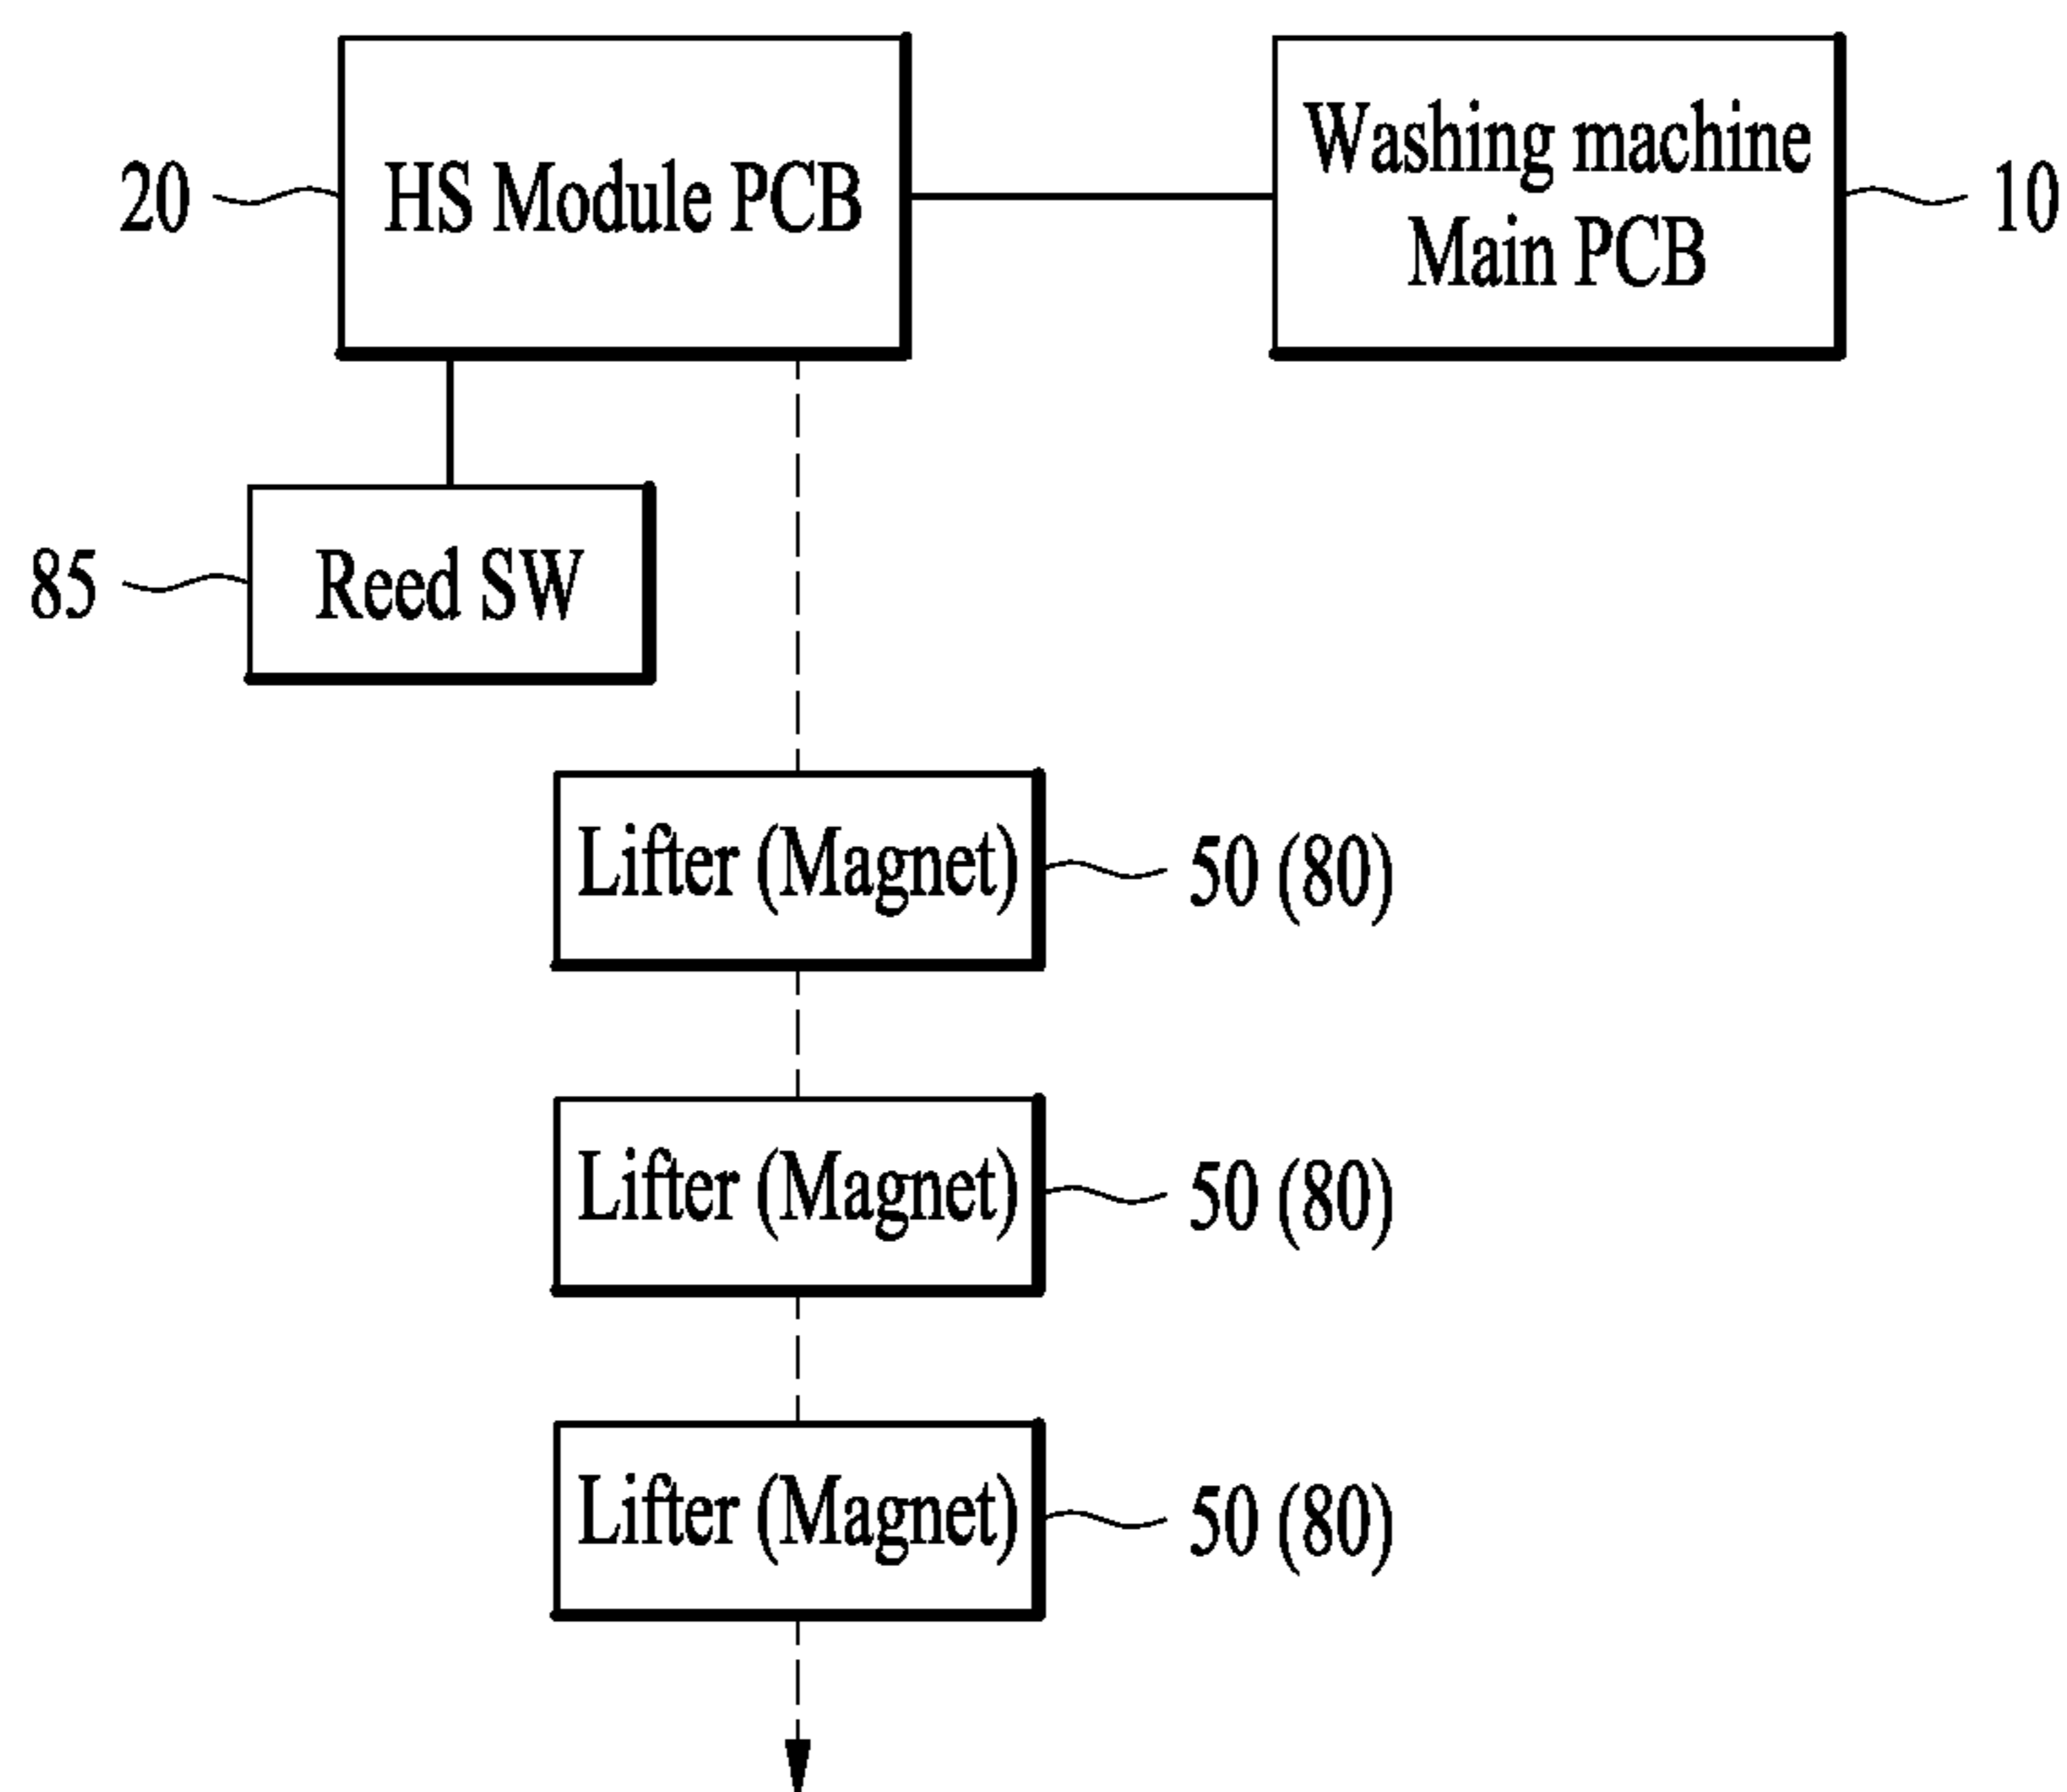 20
HS Module PCB
Washing machine
Main PCB
10
85
Reed SW
Lifter (Magnet)
50 (80)
Lifter (Magnet)
50 (80)
Lifter (Magnet)
50 (80)